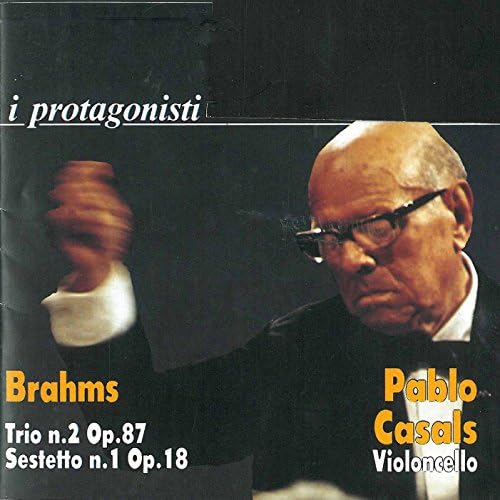 i protagonisti
Brahms
Trio n.2 Op.87
Sestetto n.1 Op.18
Pablo
Casals
Violoncello